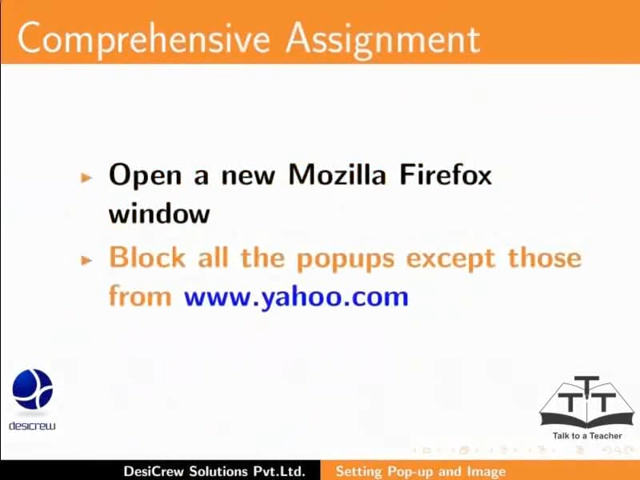 Comprehensive Assignment
Open a new Mozilla Firefox
window
Block all the popups except those
from www.yahoo.com
desicrew
TTT
Talk to a Teacher
DesiCrew Solutions Pvt.Ltd.
Setting Pop-up and Image